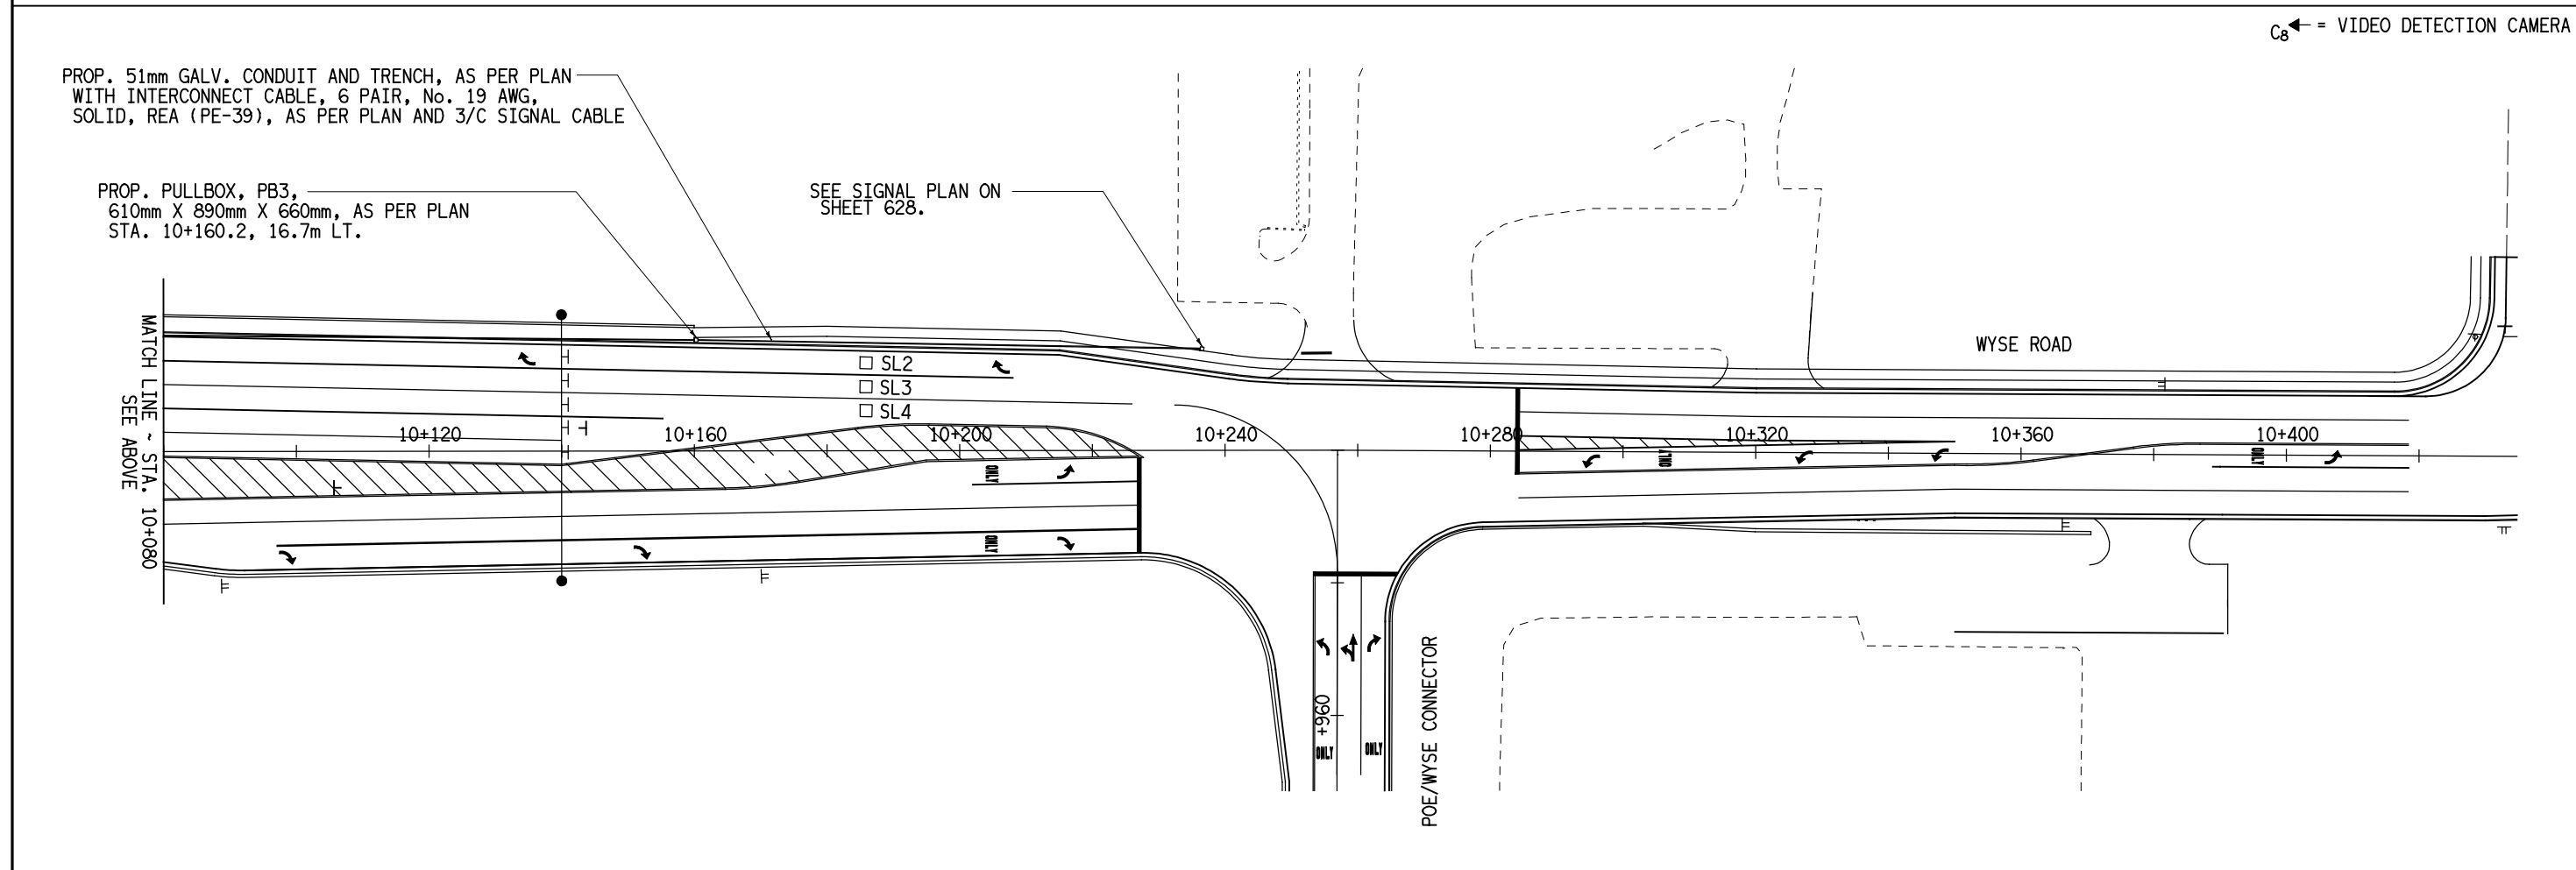 C8 = VIDEO DETECTION CAMERA
PROP. 51mm GALV. CONDUIT AND TRENCH, AS PER PLAN
WITH INTERCONNECT CABLE, 6 PAIR, No. 19 AWG,
SOLID, REA (PE-39), AS PER PLAN AND 3/C SIGNAL CABLE
PROP. PULLBOX, PB3,
610mm X 890mm X 660mm, AS PER PLAN
STA. 10+160.2, 16.7m LT.
SEE SIGNAL PLAN ON
SHEET 628.
MATCH LINE ~ STA. 10+080
SEE ABOVE
WYSE ROAD
SL2
SL3
SL4
10+120
10+160
10+200
10+240
10+280
10+320
10+360
10+400
ONLY
ONLY
ONLY
ONLY
+960
ONLY
ONLY
POE/WYSE CONNECTOR